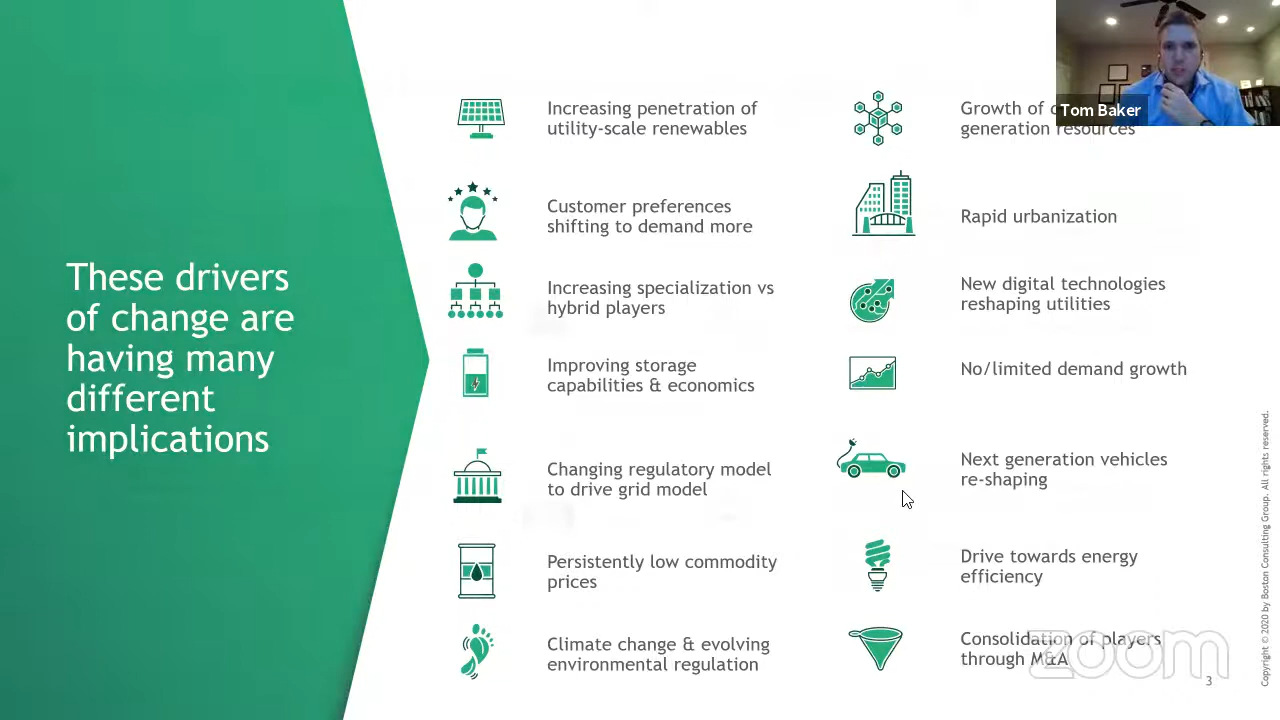 These drivers
of change are
having many
different
implications
Increasing penetration of
utility-scale renewables
Customer preferences
shifting to demand more
Increasing specialization vs
hybrid players
Improving storage
capabilities & economics
Changing regulatory model
to drive grid model
Persistently low commodity
prices
Climate change & evolving
environmental regulation
Growth of
generation resources
Rapid urbanization
New digital technologies
reshaping utilities
No/limited demand growth
Next generation vehicles
re-shaping
Drive towards energy
efficiency
Consolidation of players
through M&A
Tom Baker
zoom
3
Copyright © 2020 by Boston Consulting Group. All rights reserved.